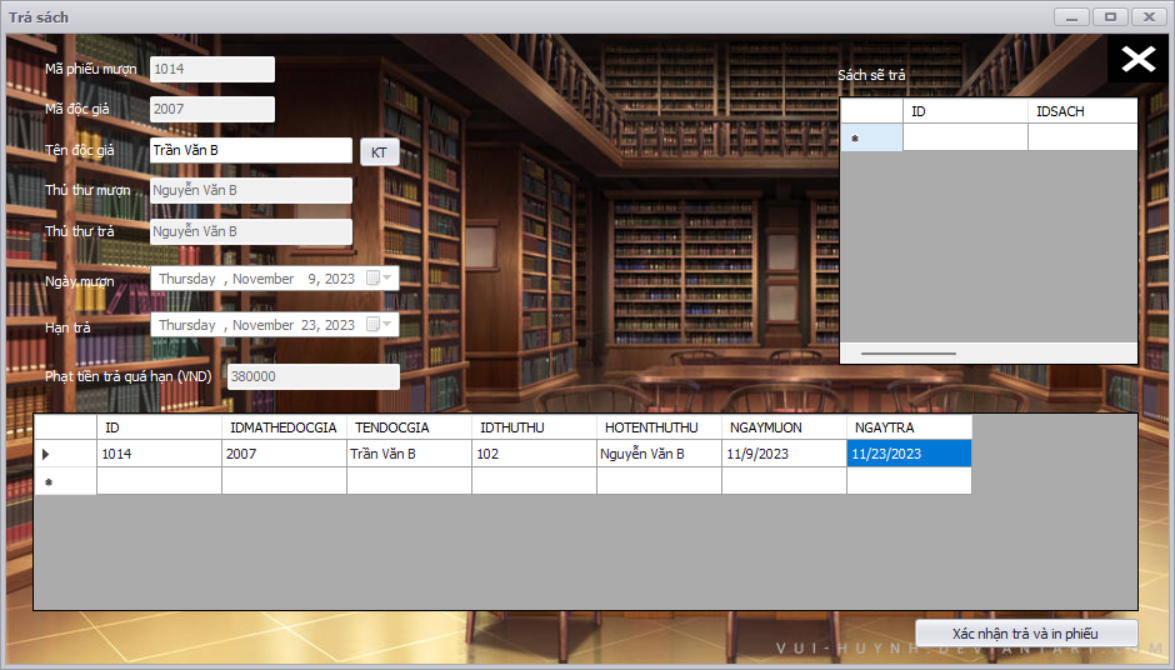 Trả sách
Mã phiếu mượn 1014
Mã độc giả 2007
Tên độc giả Trần Văn B KT
Thủ thư mượn Nguyễn Văn B
Thủ thư trả Nguyễn Văn B
Ngày mượn Thursday , November 9, 2023
Hạn trả Thursday , November 23, 2023
Phạt tiền trả quá hạn (VND) 380000
Sách sẽ trả
ID IDSACH
ID IDMATHEDOCGIA TENDOCGIA IDTHUTHU HOTENTHUTHU NGAYMUON NGAYTRA
1014 2007 Trần Văn B 102 Nguyễn Văn B 11/9/2023 11/23/2023
Xác nhận trả và in phiếu
VUI-HUYNH.DEVIANTART.COM